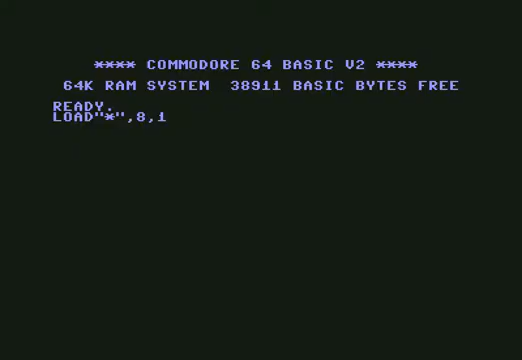 **** COMMODORE 64 BASIC V2 ****
64K RAM SYSTEM  38911 BASIC BYTES FREE
READY.
LOAD"*",8,1